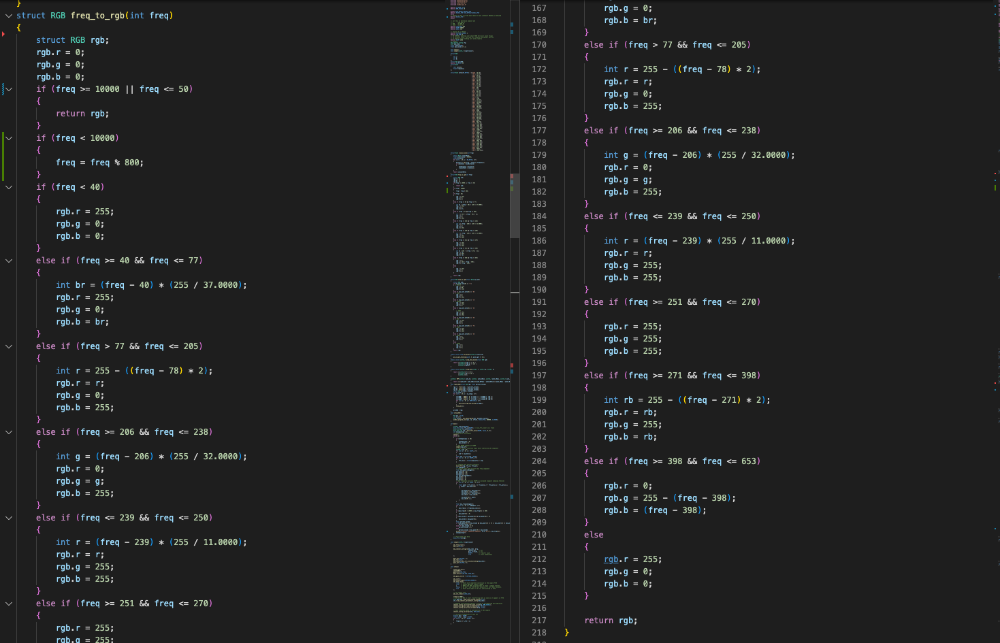 }
struct RGB freq_to_rgb(int freq)
{
    struct RGB rgb;
    rgb.r = 0;
    rgb.g = 0;
    rgb.b = 0;
    if (freq >= 10000 || freq <= 50)
    {
        return rgb;
    }
    if (freq < 10000)
    {
        freq = freq % 800;
    }
    if (freq < 40)
    {
        rgb.r = 255;
        rgb.g = 0;
        rgb.b = 0;
    }
    else if (freq >= 40 && freq <= 77)
    {
        int br = (freq - 40) * (255 / 37.0000);
        rgb.r = 255;
        rgb.g = 0;
        rgb.b = br;
    }
    else if (freq > 77 && freq <= 205)
    {
        int r = 255 - ((freq - 78) * 2);
        rgb.r = r;
        rgb.g = 0;
        rgb.b = 255;
    }
    else if (freq >= 206 && freq <= 238)
    {
        int g = (freq - 206) * (255 / 32.0000);
        rgb.r = 0;
        rgb.g = g;
        rgb.b = 255;
    }
    else if (freq <= 239 && freq <= 250)
    {
        int r = (freq - 239) * (255 / 11.0000);
        rgb.r = r;
        rgb.g = 255;
        rgb.b = 255;
    }
    else if (freq >= 251 && freq <= 270)
    {
        rgb.r = 255;
        rgb.g = 255;
167         rgb.g = 0;
168         rgb.b = br;
169     }
170     else if (freq > 77 && freq <= 205)
171     {
172         int r = 255 - ((freq - 78) * 2);
173         rgb.r = r;
174         rgb.g = 0;
175         rgb.b = 255;
176     }
177     else if (freq >= 206 && freq <= 238)
178     {
179         int g = (freq - 206) * (255 / 32.0000);
180         rgb.r = 0;
181         rgb.g = g;
182         rgb.b = 255;
183     }
184     else if (freq <= 239 && freq <= 250)
185     {
186         int r = (freq - 239) * (255 / 11.0000);
187         rgb.r = r;
188         rgb.g = 255;
189         rgb.b = 255;
190     }
191     else if (freq >= 251 && freq <= 270)
192     {
193         rgb.r = 255;
194         rgb.g = 255;
195         rgb.b = 255;
196     }
197     else if (freq >= 271 && freq <= 398)
198     {
199         int rb = 255 - ((freq - 271) * 2);
200         rgb.r = rb;
201         rgb.g = 255;
202         rgb.b = rb;
203     }
204     else if (freq >= 398 && freq <= 653)
205     {
206         rgb.r = 0;
207         rgb.g = 255 - (freq - 398);
208         rgb.b = (freq - 398);
209     }
210     else
211     {
212         rgb.r = 255;
213         rgb.g = 0;
214         rgb.b = 0;
215     }
216
217     return rgb;
218 }